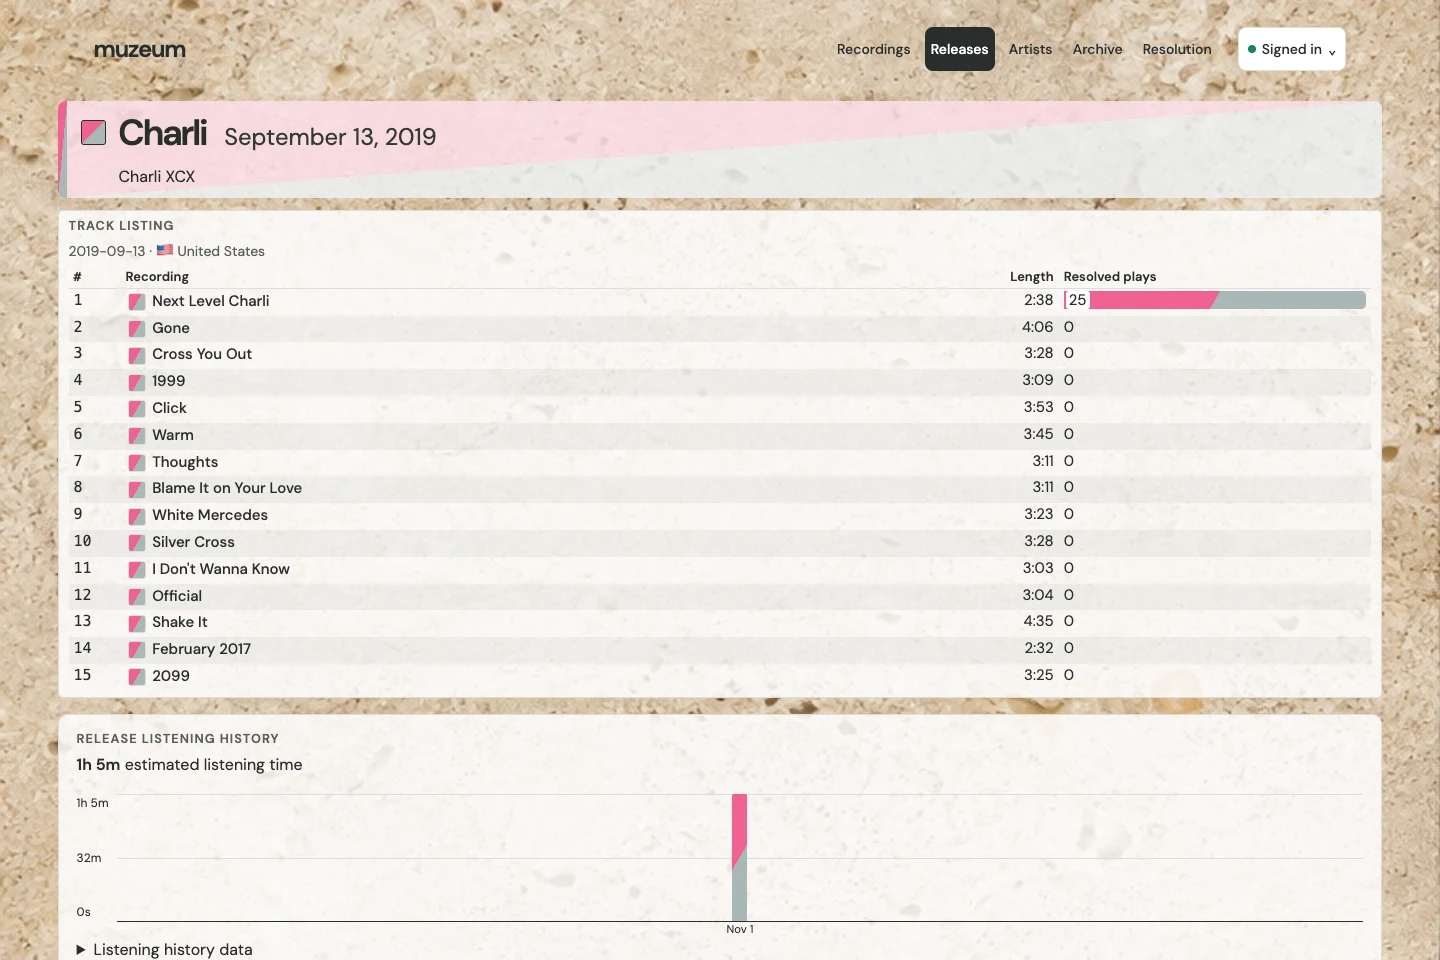 muzeum
Recordings Releases Artists Archive Resolution Signed in
Charli September 13, 2019
Charli XCX
TRACK LISTING
2019-09-13 · 🇺🇸 United States
# Recording Length Resolved plays
1 Next Level Charli 2:38 25
2 Gone 4:06 0
3 Cross You Out 3:28 0
4 1999 3:09 0
5 Click 3:53 0
6 Warm 3:45 0
7 Thoughts 3:11 0
8 Blame It on Your Love 3:11 0
9 White Mercedes 3:23 0
10 Silver Cross 3:28 0
11 I Don't Wanna Know 3:03 0
12 Official 3:04 0
13 Shake It 4:35 0
14 February 2017 2:32 0
15 2099 3:25 0
RELEASE LISTENING HISTORY
1h 5m estimated listening time
1h 5m
32m
0s
Nov 1
Listening history data